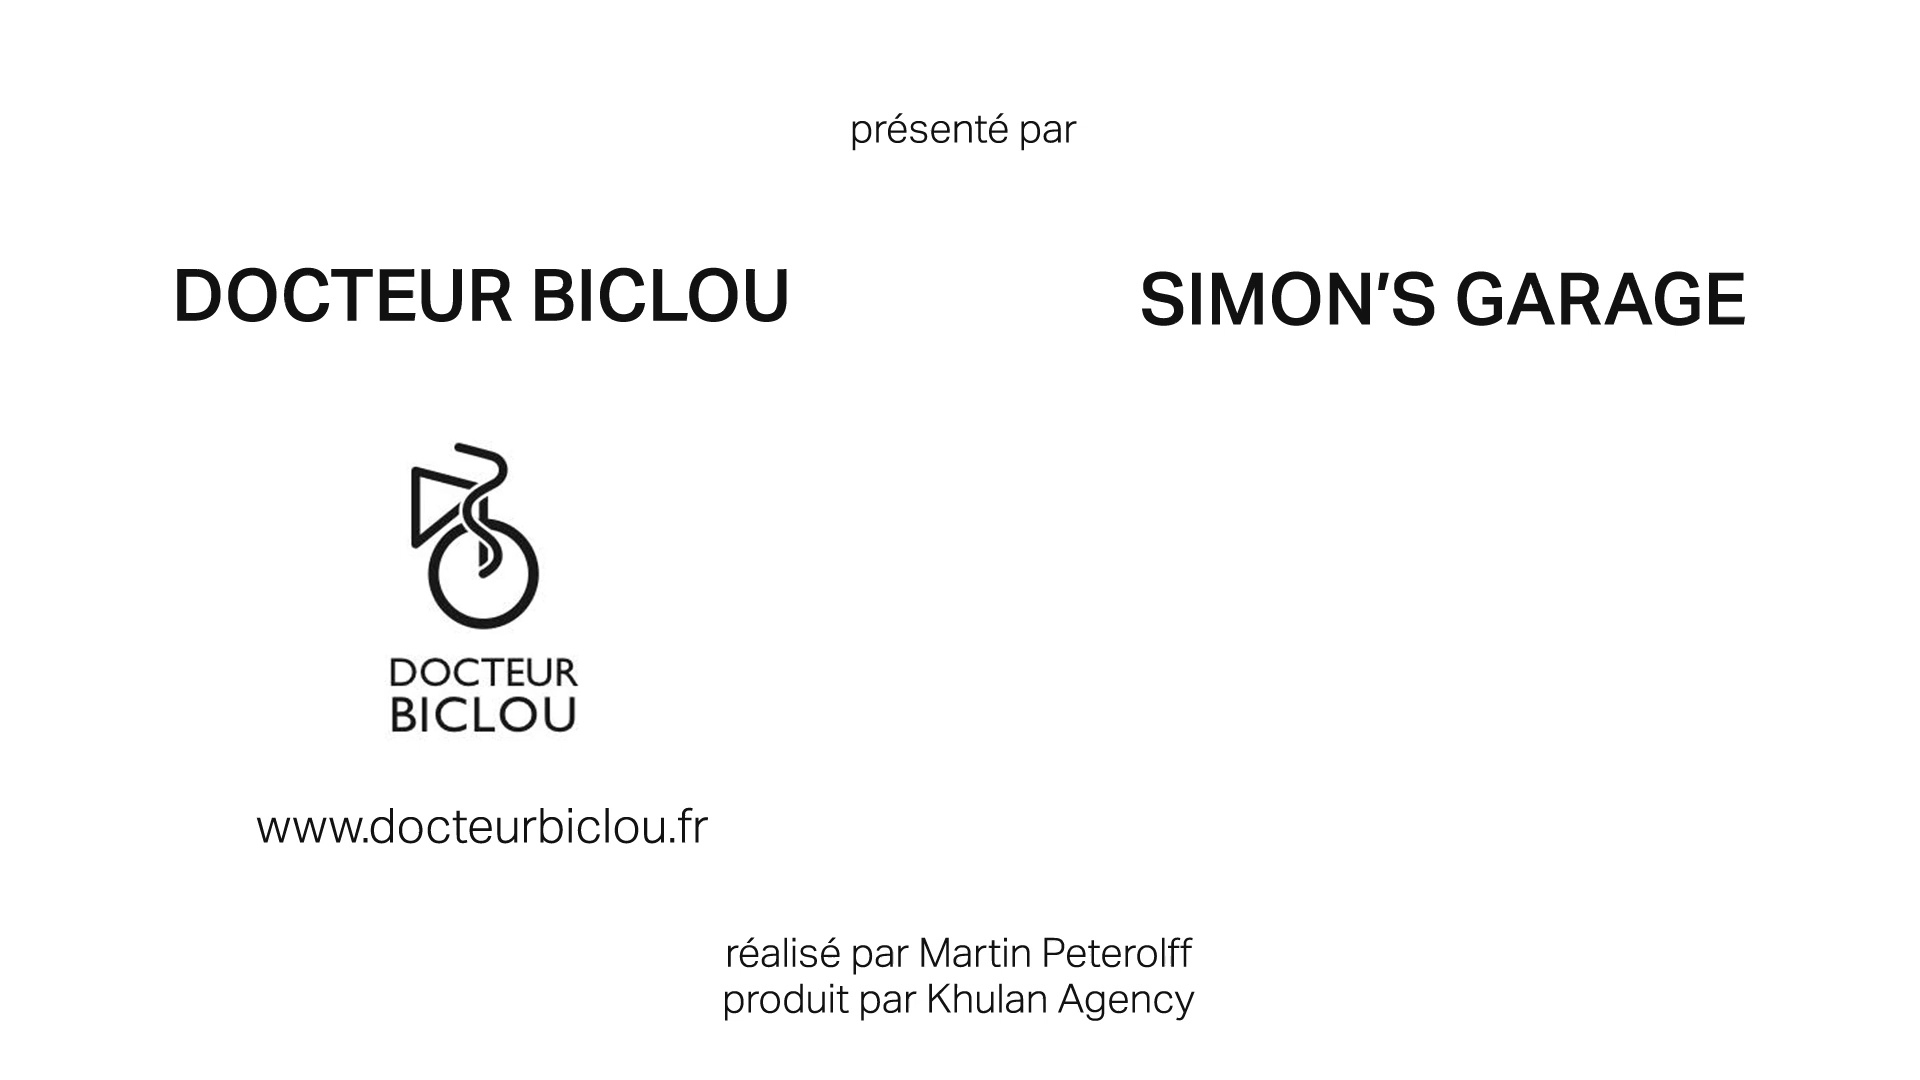 présenté par
DOCTEUR BICLOU
SIMON'S GARAGE
DOCTEUR
BICLOU
www.docteurbiclou.fr
réalisé par Martin Peterolff
produit par Khulan Agency